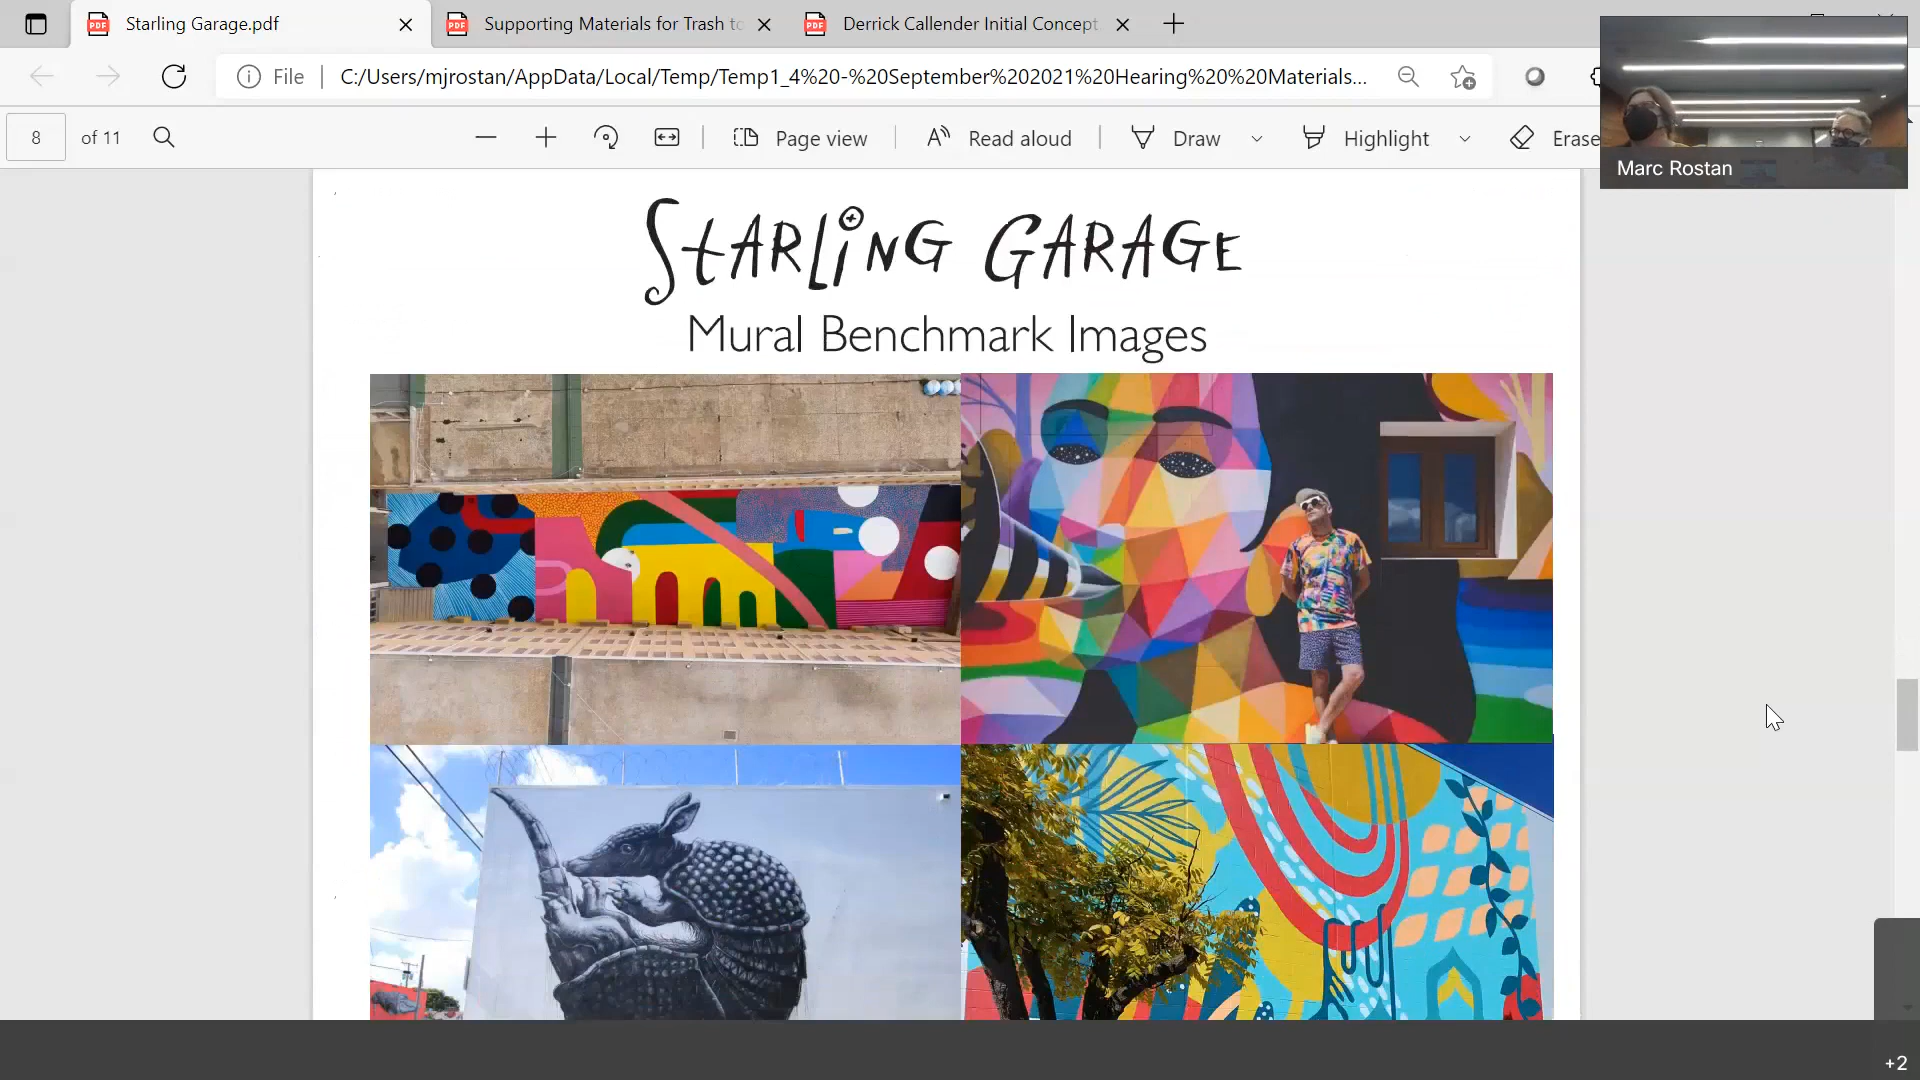 Starling Garage.pdf
Supporting Materials for Trash to
Derrick Callender Initial Concept
File
C:/Users/mjrostan/AppData/Local/Temp/Temp1_4%20-%20September%202021%20Hearing%20%20Materials...
8 of 11
Page view
Read aloud
Draw
Highlight
Erase
Marc Rostan
STARLiNG GARAGE
Mural Benchmark Images
+2